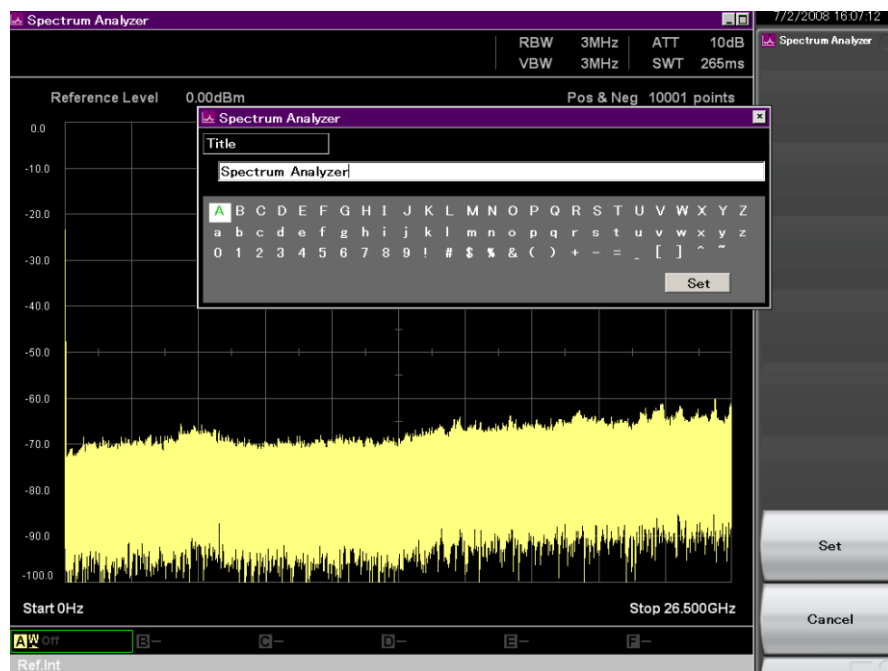 Spectrum Analyzer
7/2/2008 16:07:12
RBW 3MHz ATT 10dB
VBW 3MHz SWT 265ms
Spectrum Analyzer
Reference Level 0.00dBm Pos & Neg 10001 points
Spectrum Analyzer
Title
Spectrum Analyzer
A B C D E F G H I J K L M N O P Q R S T U V W X Y Z
a b c d e f g h i j k l m n o p q r s t u v w x y z
0 1 2 3 4 5 6 7 8 9 ! # $ % & ( ) + - = _ [ ] ^ ~
Set
0.0
-10.0
-20.0
-30.0
-40.0
-50.0
-60.0
-70.0
-80.0
-90.0
-100.0
Start 0Hz Stop 26.500GHz
Set
Cancel
A W Off B - C - D - E - F -
Ref.Int